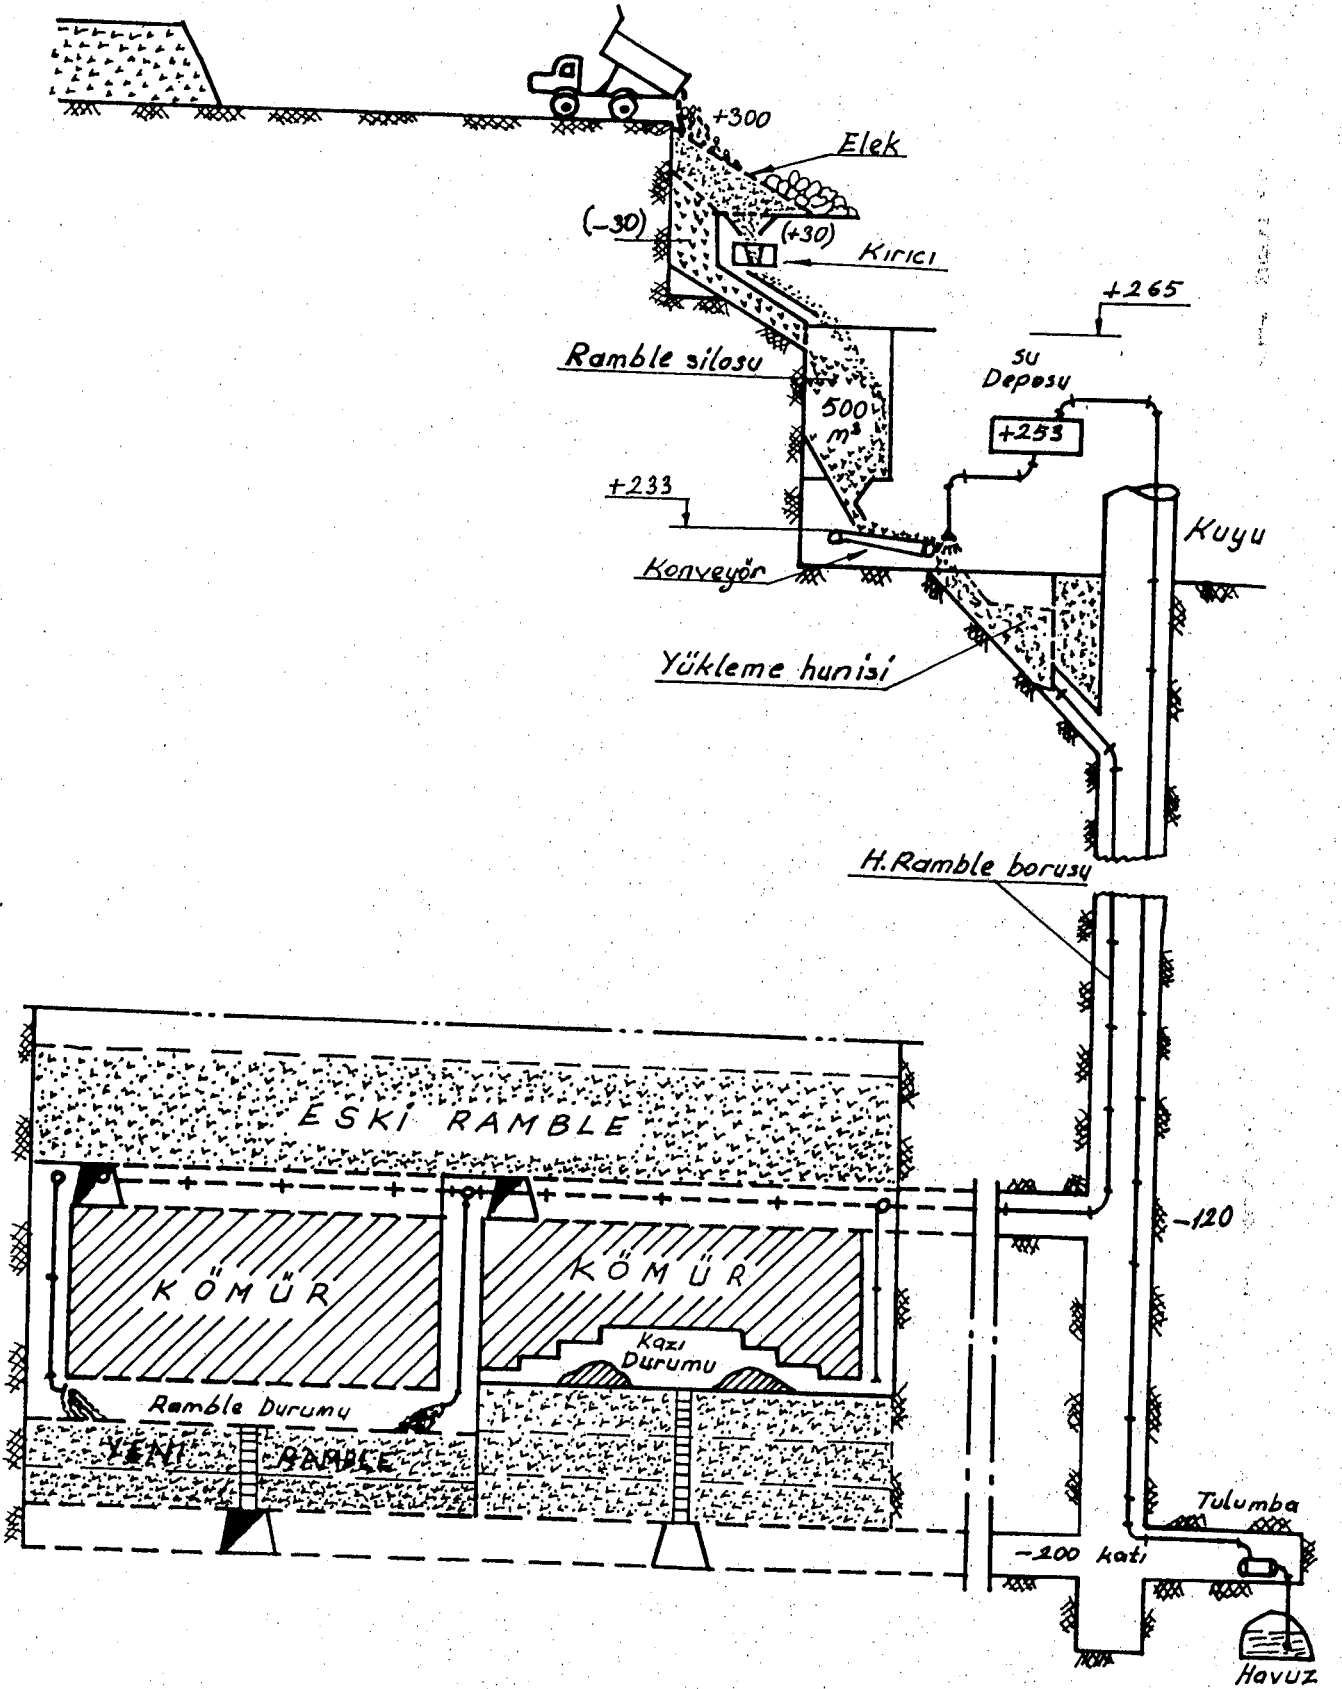 +300
Elek
(-30)
(+30)
Kırıcı
+265
Ramble silosu
Su
Deposu
500
m³
+253
+233
Kuyu
Konveyör
Yükleme hunisi
H.Ramble borusu
ESKİ RAMBLE
-120
KÖMÜR
KÖMÜR
Kazı
Durumu
Ramble Durumu
YENİ RAMBLE
Tulumba
-200 katı
Havuz